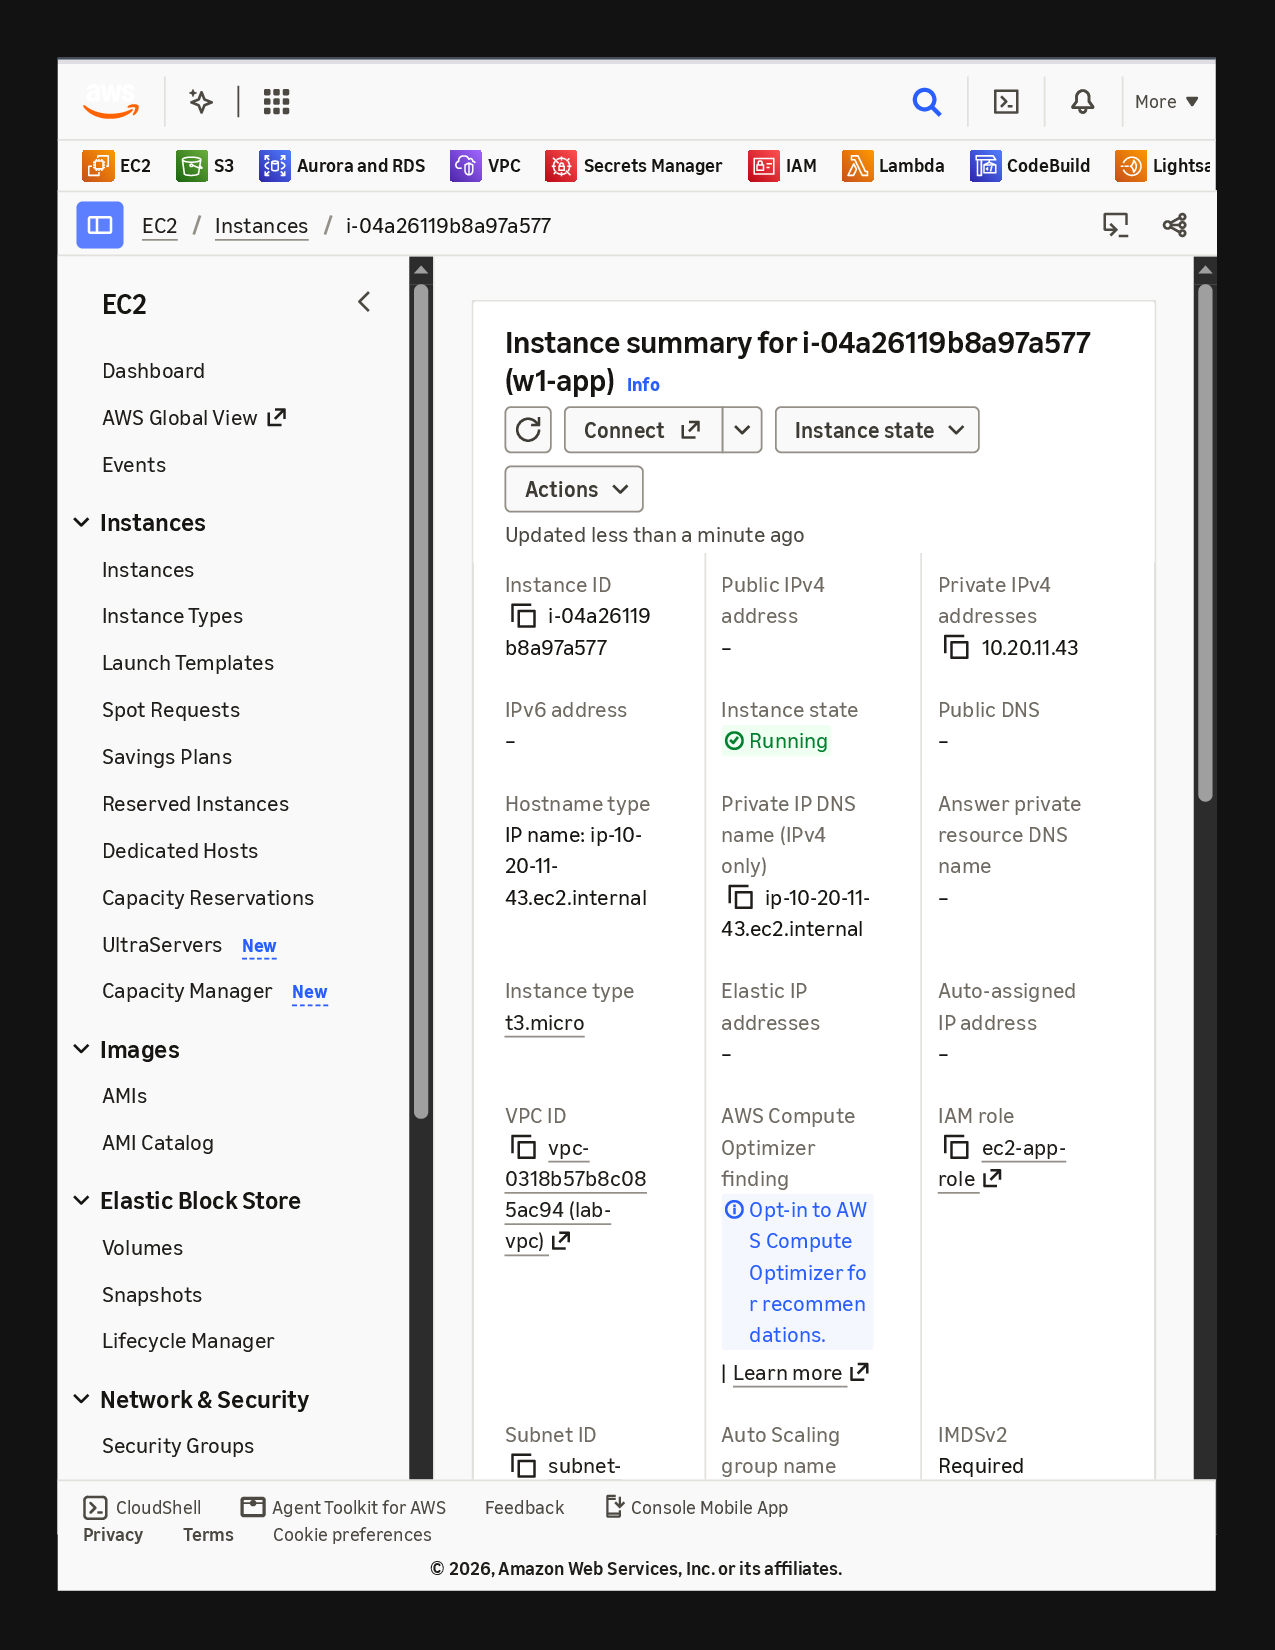 aws
More
EC2
S3
Aurora and RDS
VPC
Secrets Manager
IAM
Lambda
CodeBuild
Lightsa
EC2 / Instances / i-04a26119b8a97a577
EC2
Dashboard
AWS Global View
Events
Instances
Instances
Instance Types
Launch Templates
Spot Requests
Savings Plans
Reserved Instances
Dedicated Hosts
Capacity Reservations
UltraServers New
Capacity Manager New
Images
AMIs
AMI Catalog
Elastic Block Store
Volumes
Snapshots
Lifecycle Manager
Network & Security
Security Groups
Instance summary for i-04a26119b8a97a577
(w1-app) Info
Connect
Instance state
Actions
Updated less than a minute ago
Instance ID
i-04a26119
b8a97a577
Public IPv4
address
–
Private IPv4
addresses
10.20.11.43
IPv6 address
–
Instance state
Running
Public DNS
–
Hostname type
IP name: ip-10-
20-11-
43.ec2.internal
Private IP DNS
name (IPv4
only)
ip-10-20-11-
43.ec2.internal
Answer private
resource DNS
name
–
Instance type
t3.micro
Elastic IP
addresses
–
Auto-assigned
IP address
–
VPC ID
vpc-
0318b57b8c08
5ac94 (lab-
vpc)
AWS Compute
Optimizer
finding
Opt-in to AW
S Compute
Optimizer fo
r recommen
dations.
| Learn more
IAM role
ec2-app-
role
Subnet ID
subnet-
Auto Scaling
group name
IMDSv2
Required
CloudShell
Agent Toolkit for AWS
Feedback
Console Mobile App
Privacy
Terms
Cookie preferences
© 2026, Amazon Web Services, Inc. or its affiliates.